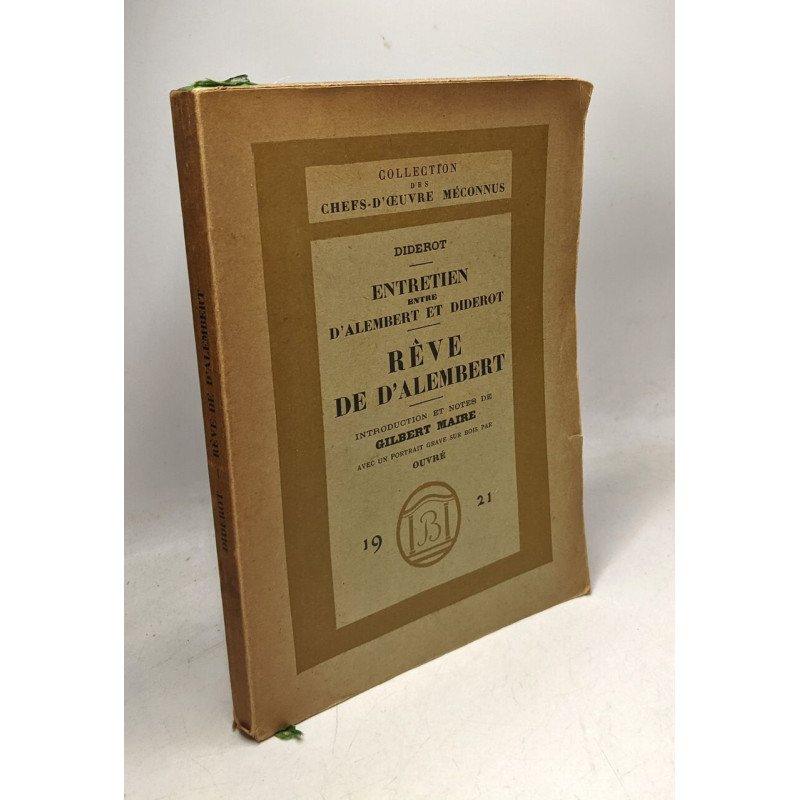 COLLECTION
DES
CHEFS-D'ŒUVRE MÉCONNUS
DIDEROT
ENTRETIEN
ENTRE
D'ALEMBERT ET DIDEROT
RÊVE
DE D'ALEMBERT
INTRODUCTION ET NOTES DE
GILBERT MAIRE
AVEC UN PORTRAIT GRAVÉ SUR BOIS PAR
OUVRÉ
19 B 21
DIDEROT — RÊVE DE D'ALEMBERT